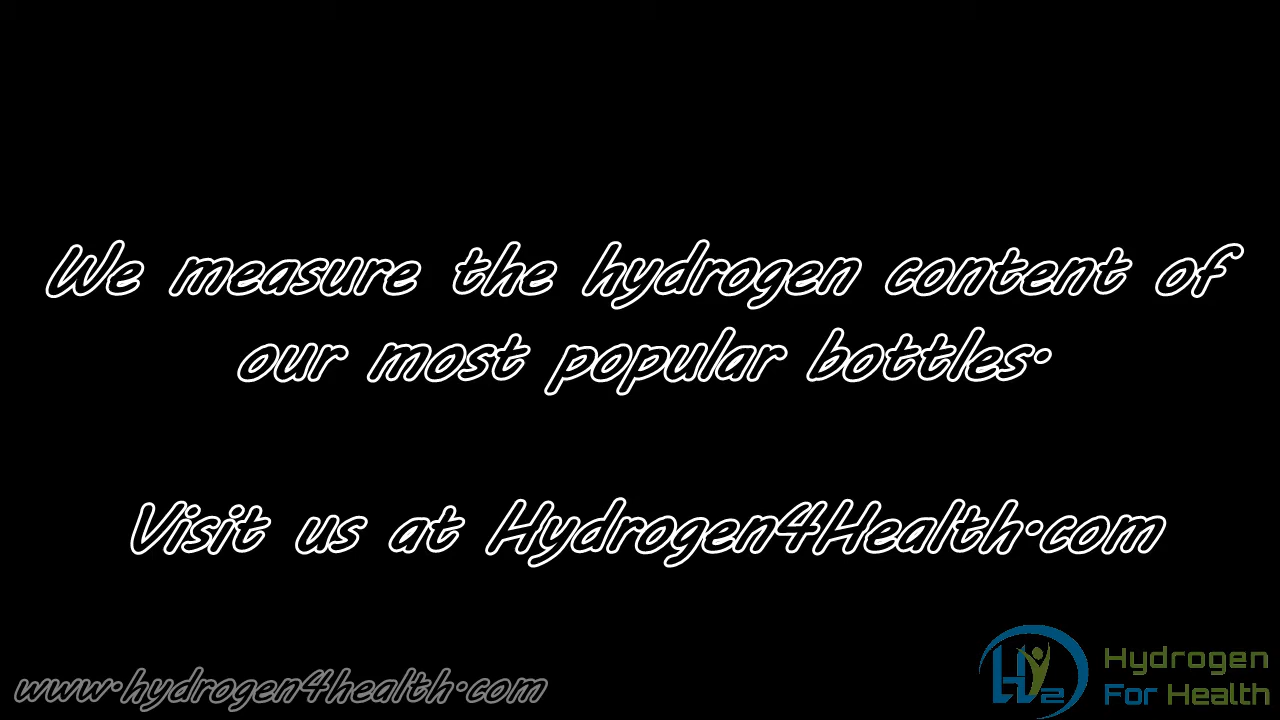 We measure the hydrogen content of
our most popular bottles.
Visit us at Hydrogen4Health.com
www.hydrogen4health.com
H2
Hydrogen
For Health